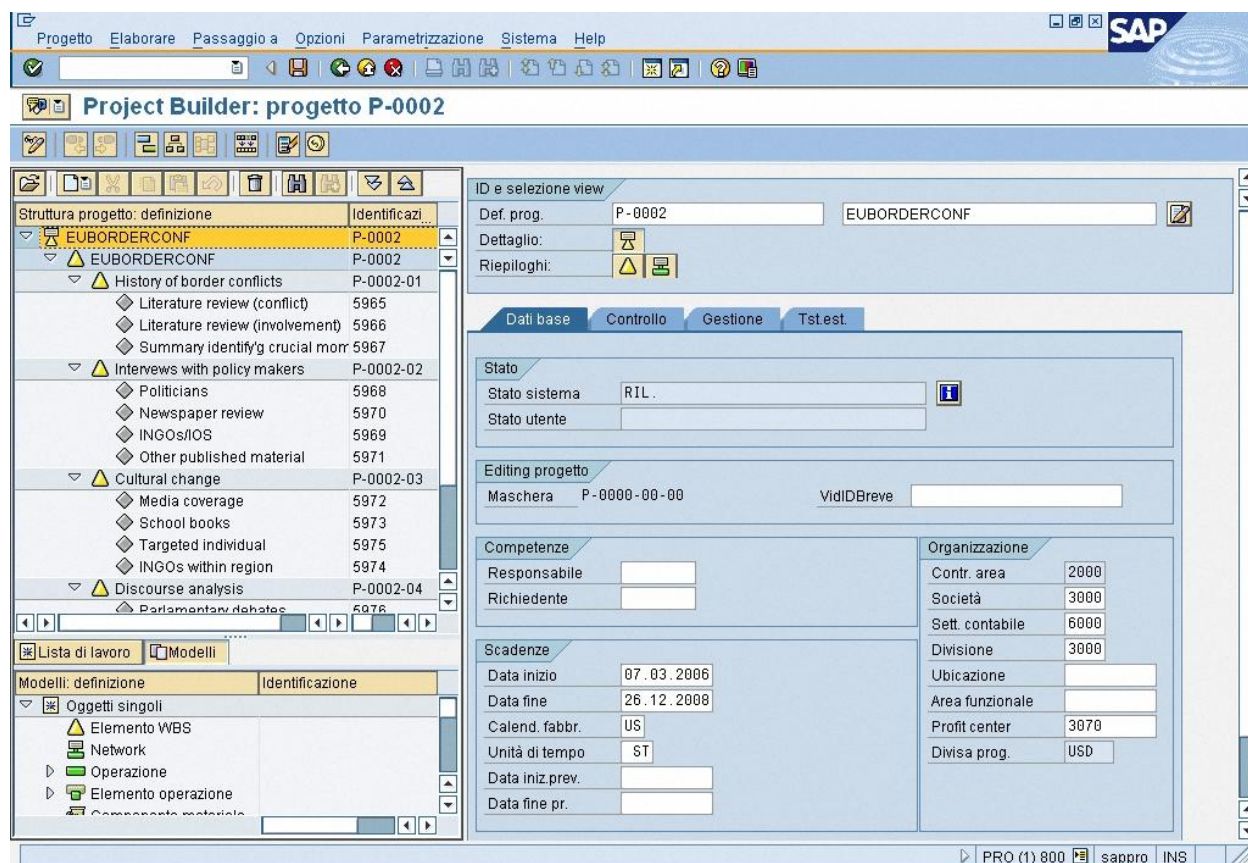 Progetto Elaborare Passaggio a Opzioni Parametrizzazione Sistema Help
SAP
Project Builder: progetto P-0002
Struttura progetto: definizione Identificazi...
EUBORDERCONF P-0002
EUBORDERCONF P-0002
History of border conflicts P-0002-01
Literature review (conflict) 5965
Literature review (involvement) 5966
Summary identify'g crucial mom 5967
Intervews with policy makers P-0002-02
Politicians 5968
Newspaper review 5970
INGOs/IOS 5969
Other published material 5971
Cultural change P-0002-03
Media coverage 5972
School books 5973
Targeted individual 5975
INGOs within region 5974
Discourse analysis P-0002-04
Parlamentary debates 5976
Lista di lavoro Modelli
Modelli: definizione Identificazione
Oggetti singoli
Elemento WBS
Network
Operazione
Elemento operazione
Componente materiale
ID e selezione view
Def. prog. P-0002 EUBORDERCONF
Dettaglio:
Riepiloghi:
Dati base Controllo Gestione Tst.est.
Stato
Stato sistema RIL.
Stato utente
Editing progetto
Maschera P-0000-00-00 VidIDBreve
Competenze
Responsabile
Richiedente
Scadenze
Data inizio 07.03.2006
Data fine 26.12.2008
Calend. fabbr. US
Unità di tempo ST
Data iniz.prev.
Data fine pr.
Organizzazione
Contr. area 2000
Società 3000
Sett. contabile 6000
Divisione 3000
Ubicazione
Area funzionale
Profit center 3070
Divisa prog. USD
PRO (1) 800 sappro INS